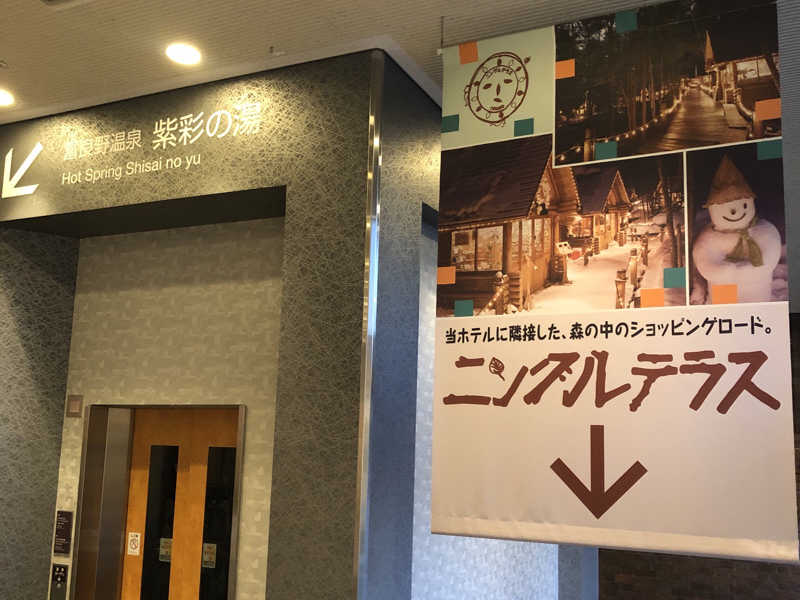 富良野温泉 紫彩の湯
Hot Spring Shisai no yu
当ホテルに隣接した、森の中のショッピングロード。
ニングルテラス